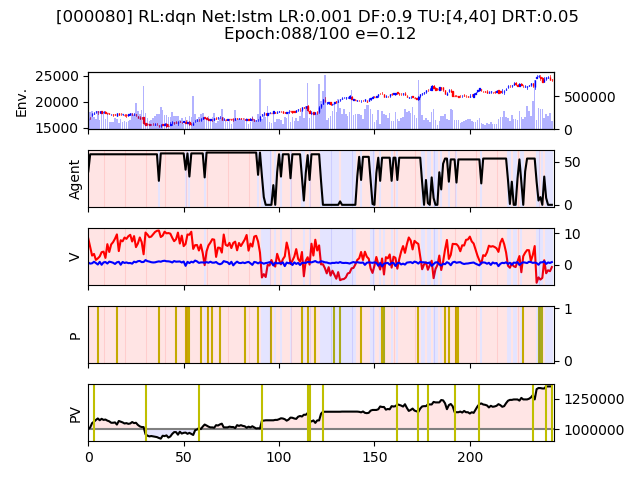 [000080] RL:dqn Net:lstm LR:0.001 DF:0.9 TU:[4,40] DRT:0.05
Epoch:088/100 e=0.12
Env.
25000
20000
15000
500000
0
Agent
50
0
V
10
0
P
1
0
PV
1250000
1000000
0 50 100 150 200